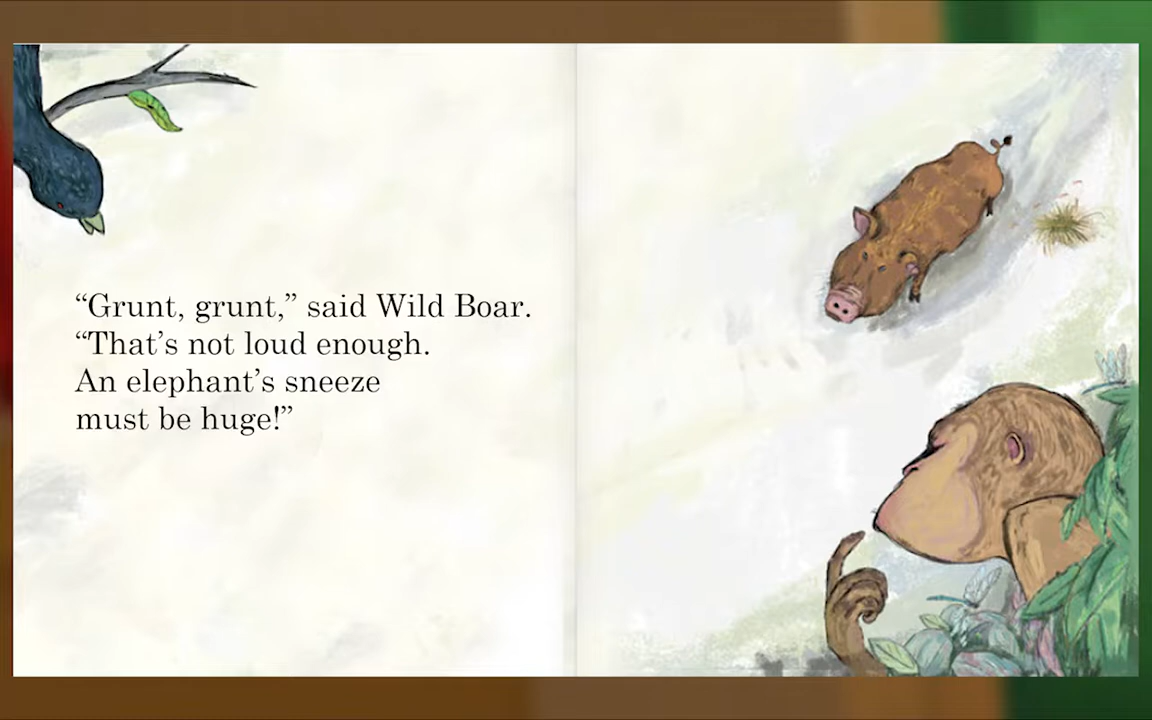 “Grunt, grunt,” said Wild Boar.
“That’s not loud enough.
An elephant’s sneeze
must be huge!”